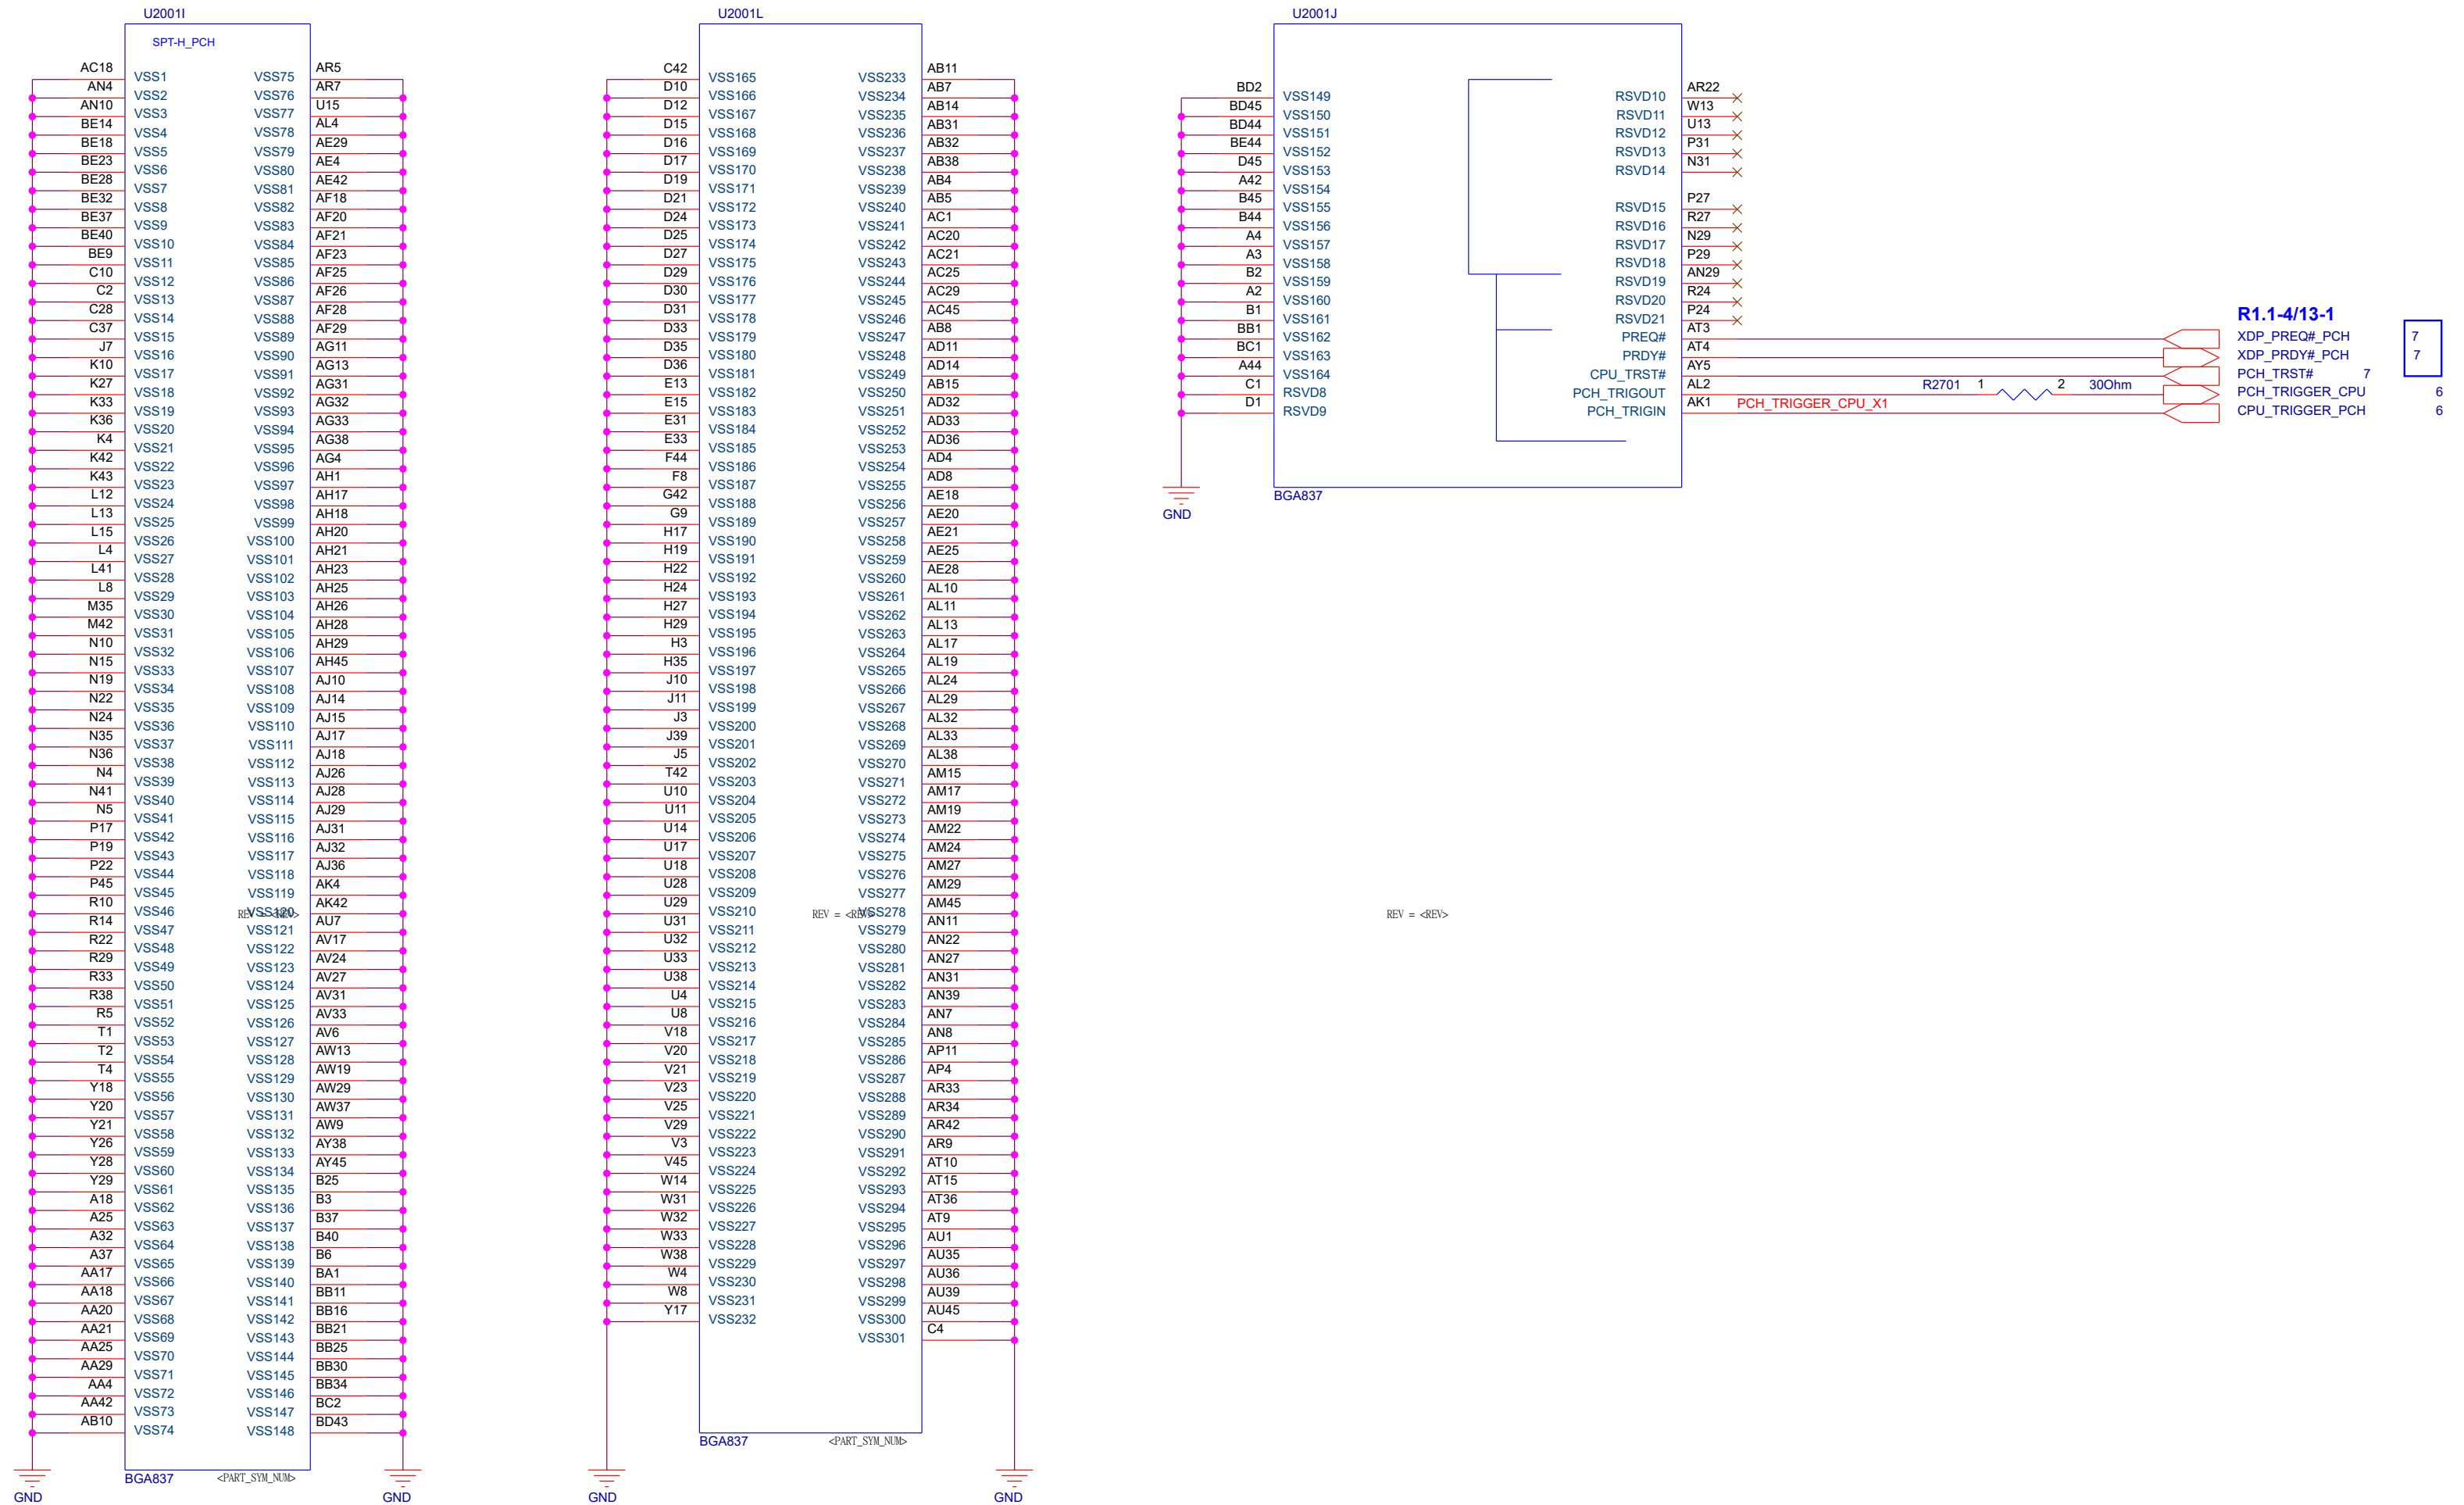 U2001I
SPT-H_PCH
AC18 VSS1 VSS75 AR5
AN4 VSS2 VSS76 AR7
AN10 VSS3 VSS77 U15
BE14 VSS4 VSS78 AL4
BE18 VSS5 VSS79 AE29
BE23 VSS6 VSS80 AE4
BE28 VSS7 VSS81 AE42
BE32 VSS8 VSS82 AF18
BE37 VSS9 VSS83 AF20
BE40 VSS10 VSS84 AF21
BE9 VSS11 VSS85 AF23
C10 VSS12 VSS86 AF25
C2 VSS13 VSS87 AF26
C28 VSS14 VSS88 AF28
C37 VSS15 VSS89 AF29
J7 VSS16 VSS90 AG11
K10 VSS17 VSS91 AG13
K27 VSS18 VSS92 AG31
K33 VSS19 VSS93 AG32
K36 VSS20 VSS94 AG33
K4 VSS21 VSS95 AG38
K42 VSS22 VSS96 AG4
K43 VSS23 VSS97 AH1
L12 VSS24 VSS98 AH17
L13 VSS25 VSS99 AH18
L15 VSS26 VSS100 AH20
L4 VSS27 VSS101 AH21
L41 VSS28 VSS102 AH23
L8 VSS29 VSS103 AH25
M35 VSS30 VSS104 AH26
M42 VSS31 VSS105 AH28
N10 VSS32 VSS106 AH29
N15 VSS33 VSS107 AH45
N19 VSS34 VSS108 AJ10
N22 VSS35 VSS109 AJ14
N24 VSS36 VSS110 AJ15
N35 VSS37 VSS111 AJ17
N36 VSS38 VSS112 AJ18
N4 VSS39 VSS113 AJ26
N41 VSS40 VSS114 AJ28
N5 VSS41 VSS115 AJ29
P17 VSS42 VSS116 AJ31
P19 VSS43 VSS117 AJ32
P22 VSS44 VSS118 AJ36
P45 VSS45 VSS119 AK4
R10 VSS46 VSS120 AK42
REV = <REV>
R14 VSS47 VSS121 AU7
R22 VSS48 VSS122 AV17
R29 VSS49 VSS123 AV24
R33 VSS50 VSS124 AV27
R38 VSS51 VSS125 AV31
R5 VSS52 VSS126 AV33
T1 VSS53 VSS127 AV6
T2 VSS54 VSS128 AW13
T4 VSS55 VSS129 AW19
Y18 VSS56 VSS130 AW29
Y20 VSS57 VSS131 AW37
Y21 VSS58 VSS132 AW9
Y26 VSS59 VSS133 AY38
Y28 VSS60 VSS134 AY45
Y29 VSS61 VSS135 B25
A18 VSS62 VSS136 B3
A25 VSS63 VSS137 B37
A32 VSS64 VSS138 B40
A37 VSS65 VSS139 B6
AA17 VSS66 VSS140 BA1
AA18 VSS67 VSS141 BB11
AA20 VSS68 VSS142 BB16
AA21 VSS69 VSS143 BB21
AA25 VSS70 VSS144 BB25
AA29 VSS71 VSS145 BB30
AA4 VSS72 VSS146 BB34
AA42 VSS73 VSS147 BC2
AB10 VSS74 VSS148 BD43
BGA837 <PART_SYM_NUM>
GND GND
U2001L
C42 VSS165 VSS233 AB11
D10 VSS166 VSS234 AB7
D12 VSS167 VSS235 AB14
D15 VSS168 VSS236 AB31
D16 VSS169 VSS237 AB32
D17 VSS170 VSS238 AB38
D19 VSS171 VSS239 AB4
D21 VSS172 VSS240 AB5
D24 VSS173 VSS241 AC1
D25 VSS174 VSS242 AC20
D27 VSS175 VSS243 AC21
D29 VSS176 VSS244 AC25
D30 VSS177 VSS245 AC29
D31 VSS178 VSS246 AC45
D33 VSS179 VSS247 AB8
D35 VSS180 VSS248 AD11
D36 VSS181 VSS249 AD14
E13 VSS182 VSS250 AB15
E15 VSS183 VSS251 AD32
E31 VSS184 VSS252 AD33
E33 VSS185 VSS253 AD36
F44 VSS186 VSS254 AD4
F8 VSS187 VSS255 AD8
G42 VSS188 VSS256 AE18
G9 VSS189 VSS257 AE20
H17 VSS190 VSS258 AE21
H19 VSS191 VSS259 AE25
H22 VSS192 VSS260 AE28
H24 VSS193 VSS261 AL10
H27 VSS194 VSS262 AL11
H29 VSS195 VSS263 AL13
H3 VSS196 VSS264 AL17
H35 VSS197 VSS265 AL19
J10 VSS198 VSS266 AL24
J11 VSS199 VSS267 AL29
J3 VSS200 VSS268 AL32
J39 VSS201 VSS269 AL33
J5 VSS202 VSS270 AL38
T42 VSS203 VSS271 AM15
U10 VSS204 VSS272 AM17
U11 VSS205 VSS273 AM19
U14 VSS206 VSS274 AM22
U17 VSS207 VSS275 AM24
U18 VSS208 VSS276 AM27
U28 VSS209 VSS277 AM29
U29 VSS210 VSS278 AM45
REV = <REV>
U31 VSS211 VSS279 AN11
U32 VSS212 VSS280 AN22
U33 VSS213 VSS281 AN27
U38 VSS214 VSS282 AN31
U4 VSS215 VSS283 AN39
U8 VSS216 VSS284 AN7
V18 VSS217 VSS285 AN8
V20 VSS218 VSS286 AP11
V21 VSS219 VSS287 AP4
V23 VSS220 VSS288 AR33
V25 VSS221 VSS289 AR34
V29 VSS222 VSS290 AR42
V3 VSS223 VSS291 AR9
V45 VSS224 VSS292 AT10
W14 VSS225 VSS293 AT15
W31 VSS226 VSS294 AT36
W32 VSS227 VSS295 AT9
W33 VSS228 VSS296 AU1
W38 VSS229 VSS297 AU35
W4 VSS230 VSS298 AU36
W8 VSS231 VSS299 AU39
Y17 VSS232 VSS300 AU45
VSS301 C4
BGA837 <PART_SYM_NUM>
GND GND
U2001J
BD2 VSS149 RSVD10 AR22
BD45 VSS150 RSVD11 W13
BD44 VSS151 RSVD12 U13
BE44 VSS152 RSVD13 P31
D45 VSS153 RSVD14 N31
A42 VSS154
B45 VSS155 RSVD15 P27
B44 VSS156 RSVD16 R27
A4 VSS157 RSVD17 N29
A3 VSS158 RSVD18 P29
B2 VSS159 RSVD19 AN29
A2 VSS160 RSVD20 R24
B1 VSS161 RSVD21 P24
R1.1-4/13-1
BB1 VSS162 PREQ# AT3 XDP_PREQ#_PCH 7
BC1 VSS163 PRDY# AT4 XDP_PRDY#_PCH 7
A44 VSS164 CPU_TRST# AY5 PCH_TRST# 7
C1 RSVD8 PCH_TRIGOUT AL2 R2701 1 2 30Ohm PCH_TRIGGER_CPU 6
D1 RSVD9 PCH_TRIGIN AK1 PCH_TRIGGER_CPU_X1 CPU_TRIGGER_PCH 6
BGA837
GND
REV = <REV>